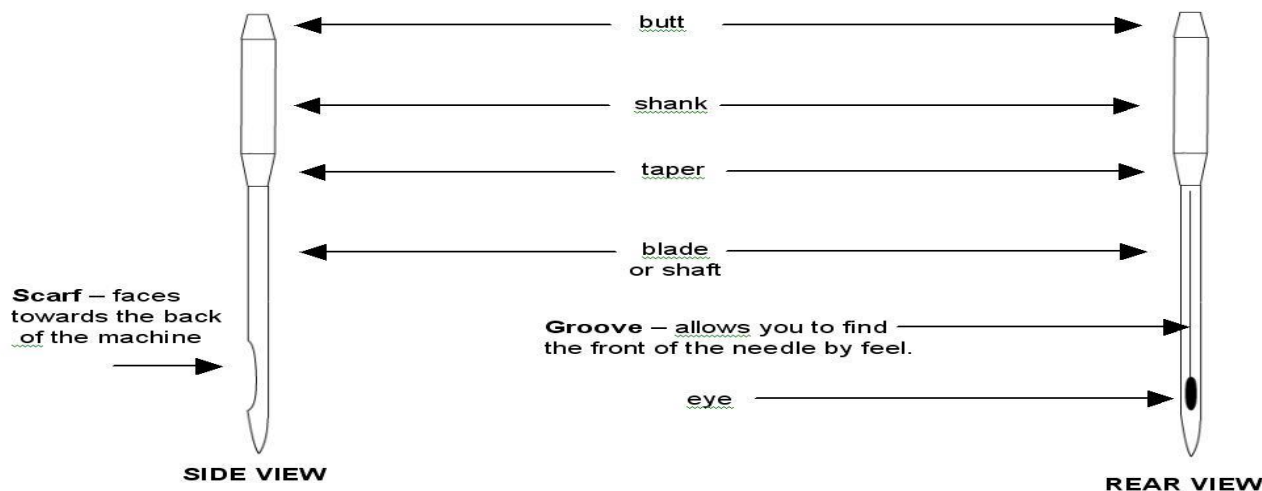 butt
shank
taper
blade
or shaft
Scarf – faces
towards the back
of the machine
Groove – allows you to find
the front of the needle by feel.
eye
SIDE VIEW
REAR VIEW